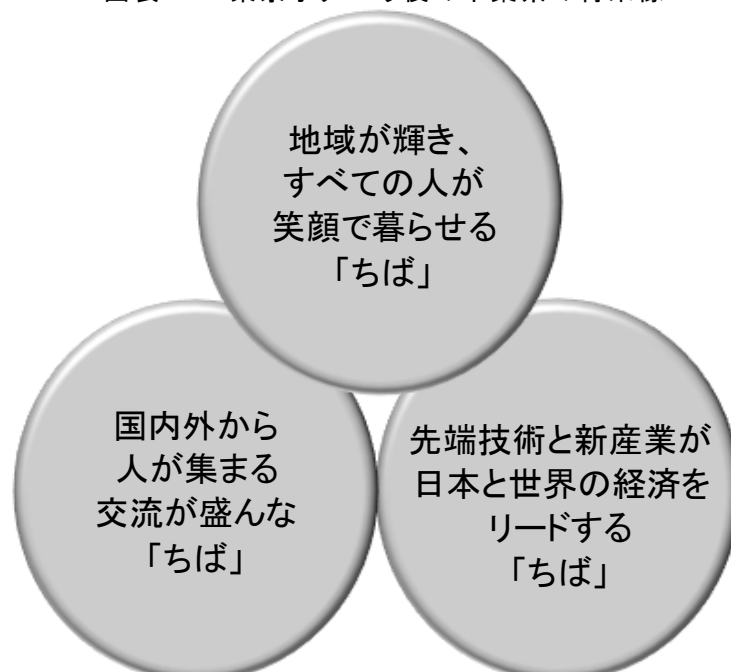 地域が輝き、
すべての人が
笑顔で暮らせる
「ちば」
国内外から
人が集まる
交流が盛んな
「ちば」
先端技術と新産業が
日本と世界の経済を
リードする
「ちば」